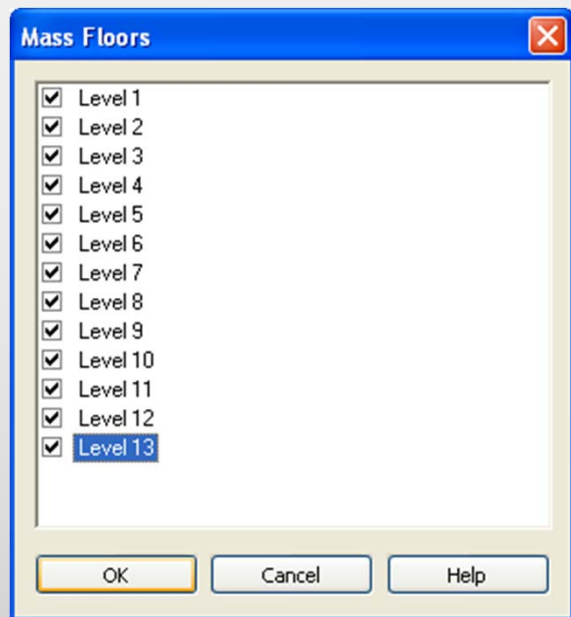 Mass Floors
Level 1
Level 2
Level 3
Level 4
Level 5
Level 6
Level 7
Level 8
Level 9
Level 10
Level 11
Level 12
Level 13
OK Cancel Help